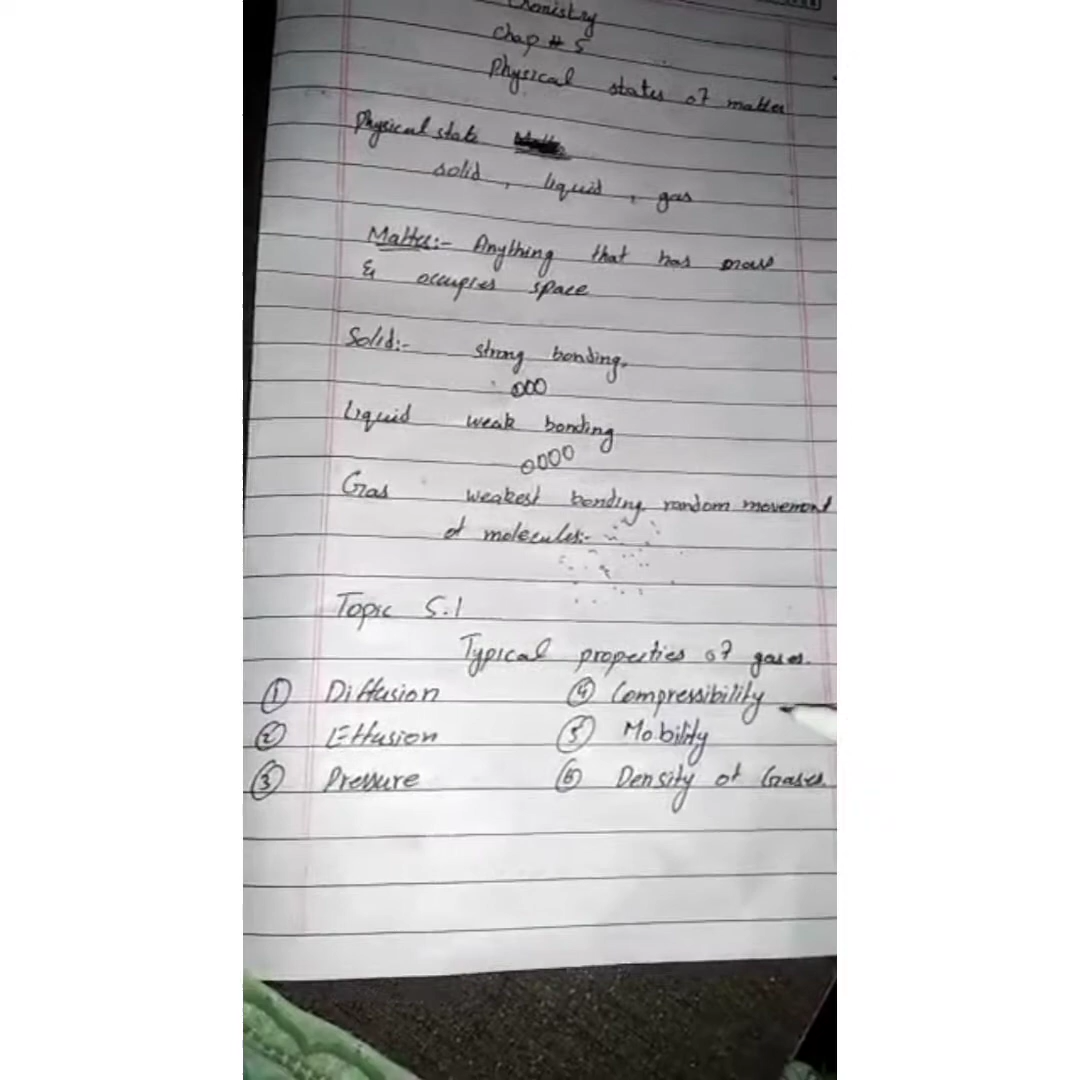 Chemistry
Chap # 5
Physical states of matter
Physical state
solid, liquid, gas
Matter:- Anything that has mass
& occupies space
Solid:- strong bonding.
Liquid weak bonding
Gas weakest bonding, random movement
of molecules:-
Topic 5.1
Typical properties of gases.
① Diffusion ④ Compressibility
② Effusion ⑤ Mobility
③ Pressure ⑥ Density of Gases.